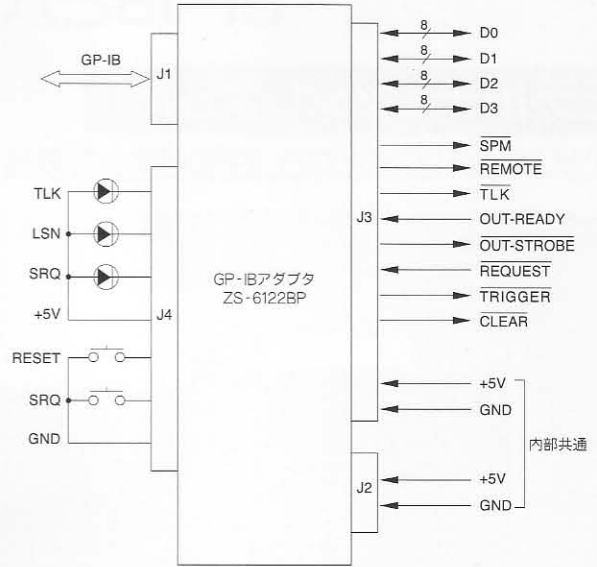 GP-IB
J1
TLK
LSN
SRQ
+5V
RESET
SRQ
GND
J4
GP-IBアダプタ
ZS-6122BP
8 D0
8 D1
8 D2
8 D3
J3
SPM
REMOTE
TLK
OUT-READY
OUT-STROBE
REQUEST
TRIGGER
CLEAR
+5V
GND
内部共通
J2
+5V
GND